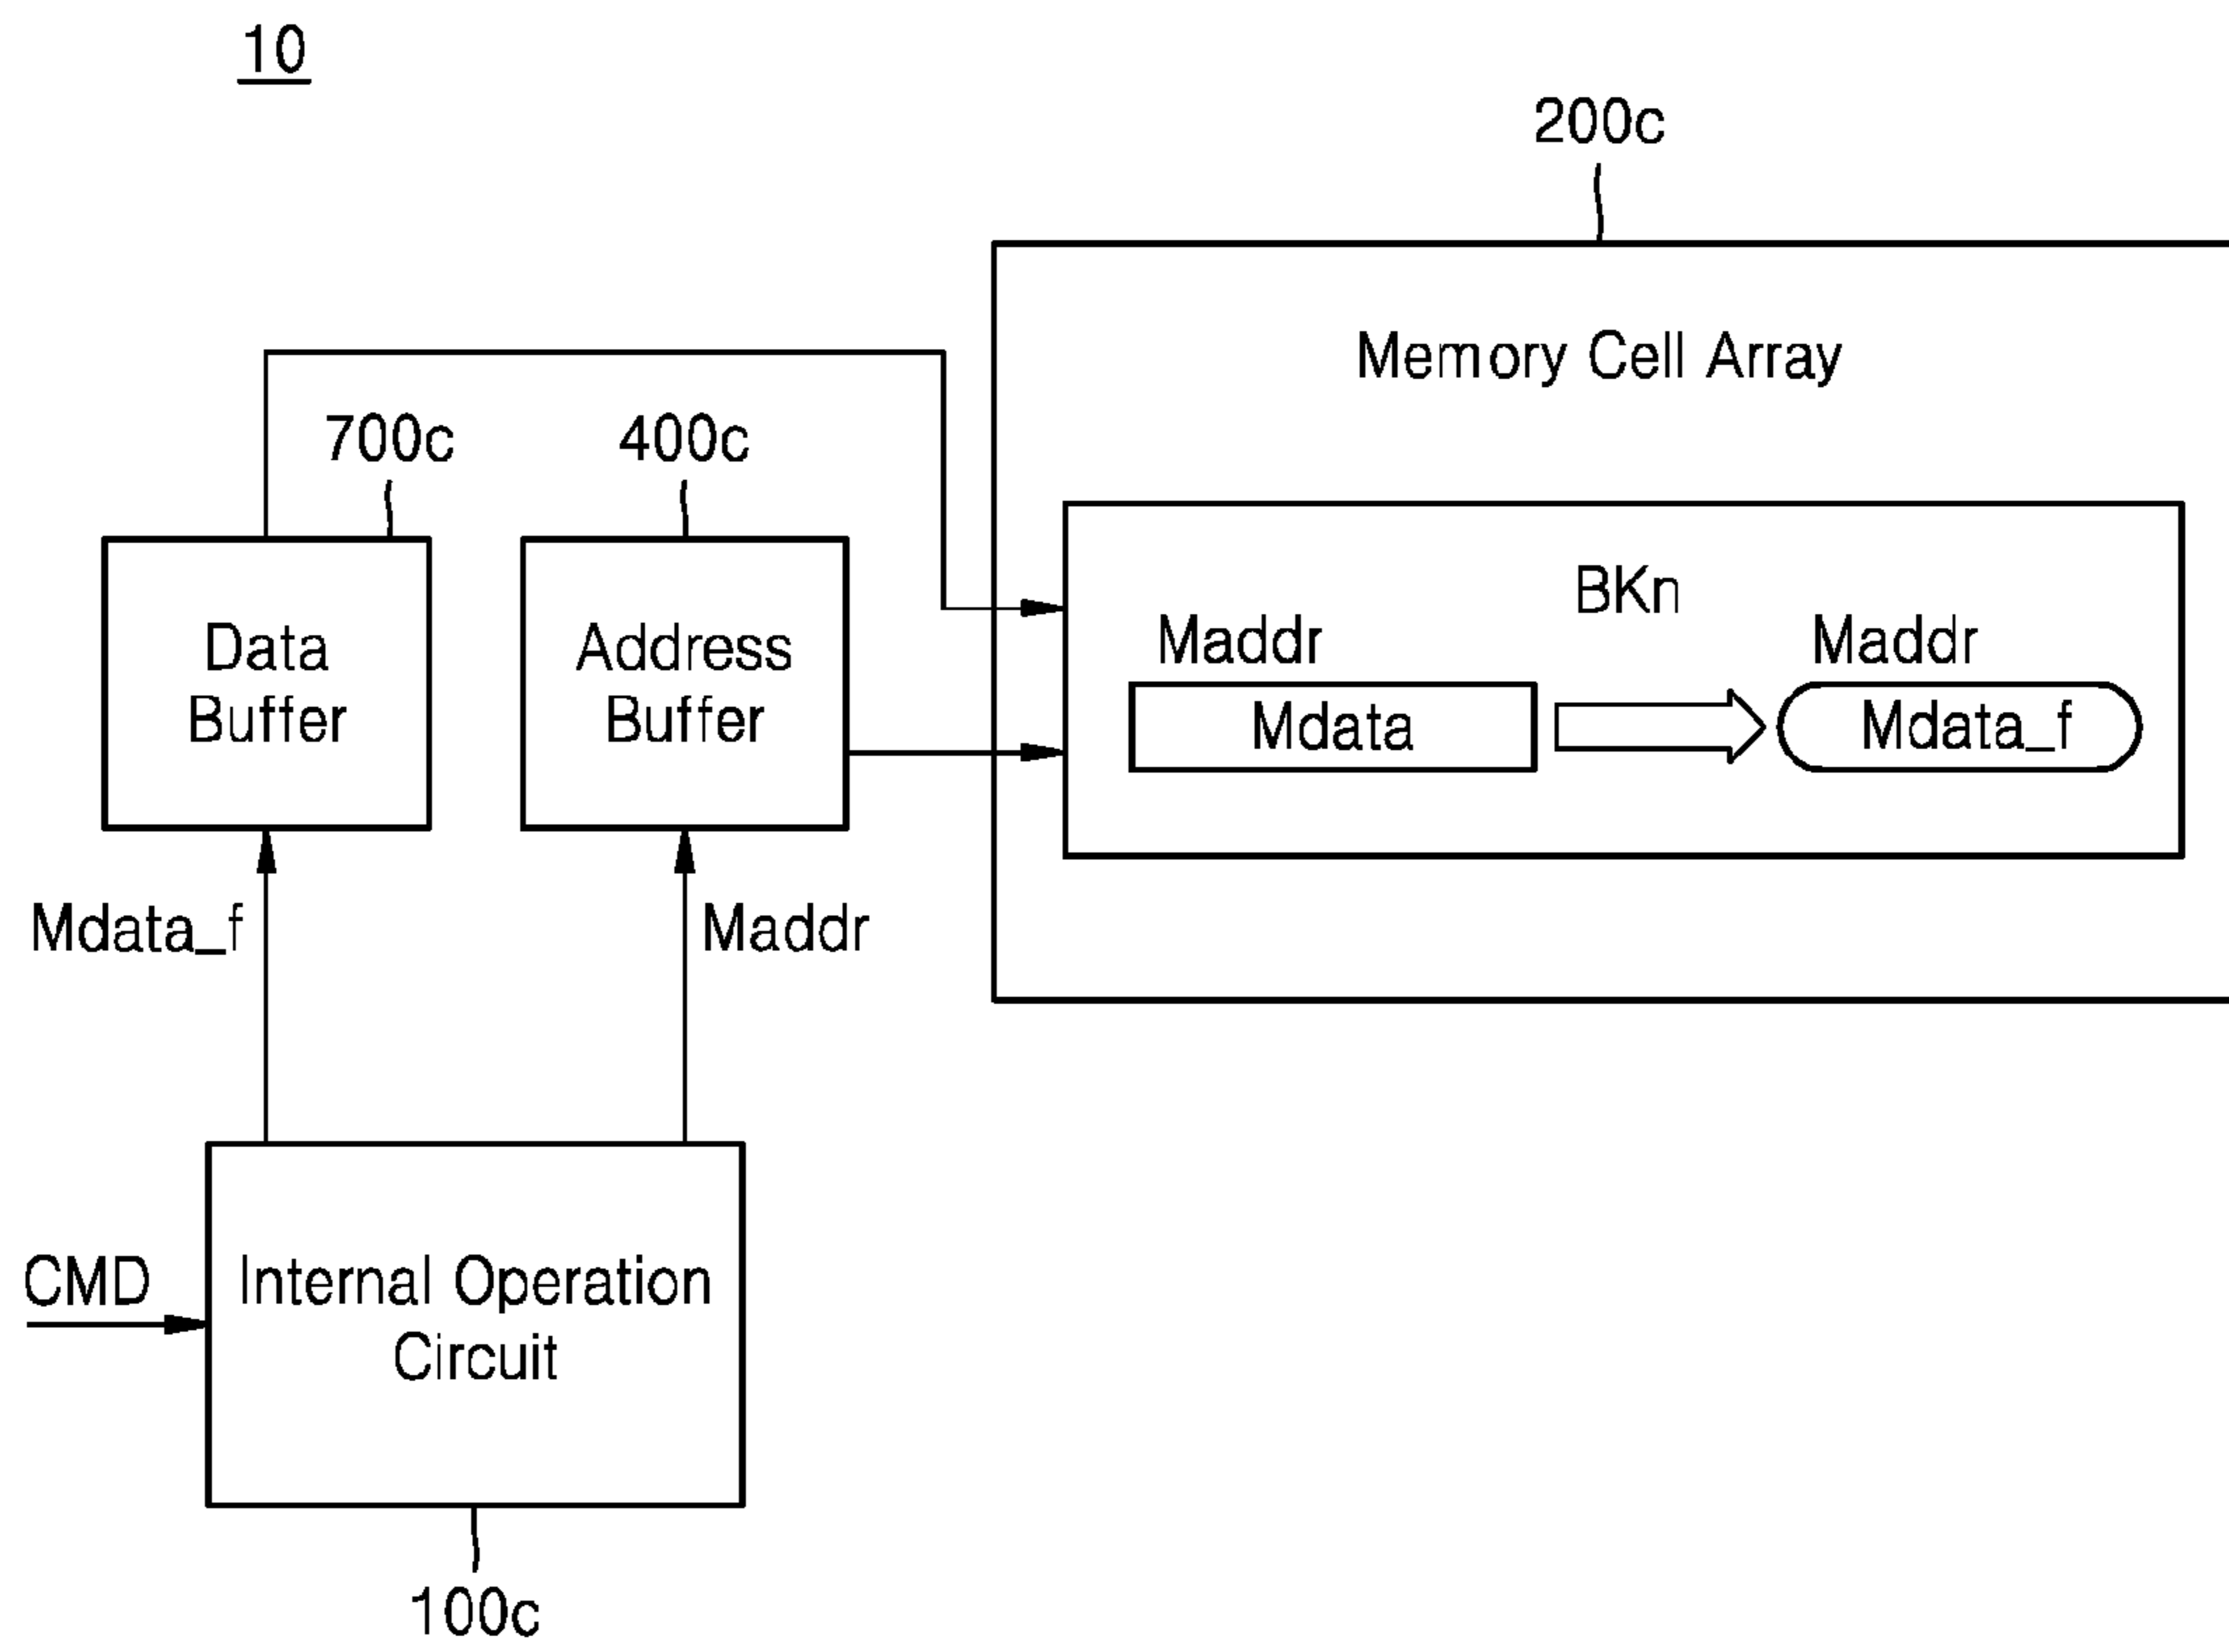 10
200c
Memory Cell Array
700c
400c
Data
Buffer
Address
Buffer
BKn
Maddr
Maddr
Mdata
Mdata_f
Mdata_f
Maddr
CMD
Internal Operation
Circuit
100c